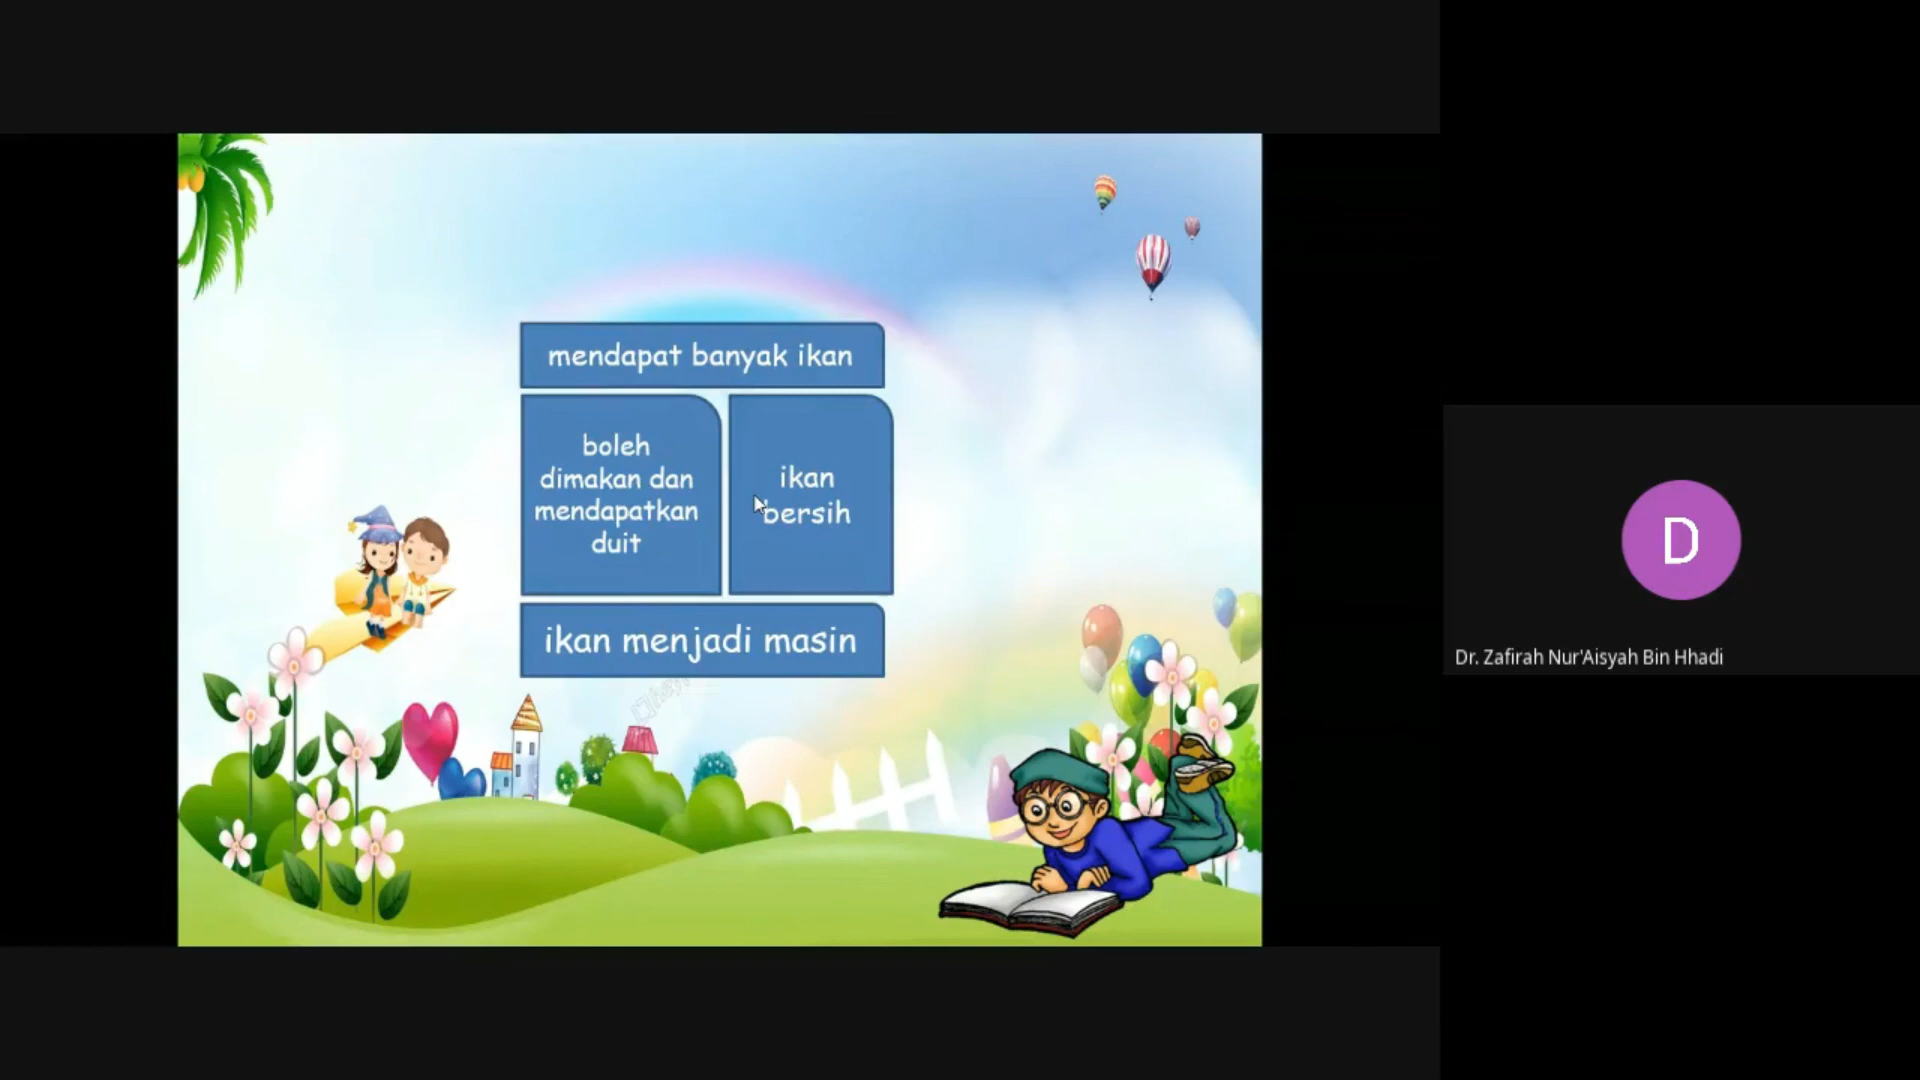 mendapat banyak ikan
boleh
dimakan dan
mendapatkan
duit
ikan
bersih
ikan menjadi masin
D
Dr. Zafirah Nur'Aisyah Bin Hhadi